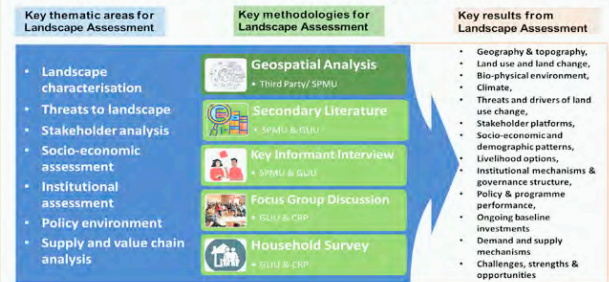 Key thematic areas for
Landscape Assessment
Key methodologies for
Landscape Assessment
Key results from
Landscape Assessment
• Landscape
characterisation
• Threats to landscape
• Stakeholder analysis
• Socio-economic
assessment
• Institutional
assessment
• Policy environment
• Supply and value chain
analysis
Geospatial Analysis
• Third Party/ SPMU
Secondary Literature
• SPMU & GIJU
Key Informant Interview
• SPMU & GIJU
Focus Group Discussion
• GIJU & CRP
Household Survey
• GIJU & CRP
• Geography & topography,
• Land use and land change,
• Bio-physical environment,
• Climate,
• Threats and drivers of land
use change,
• Stakeholder platforms,
• Socio-economic and
demographic patterns,
• Livelihood options,
• Institutional mechanisms &
governance structure,
• Policy & programme
performance,
• Ongoing baseline
investments
• Demand and supply
mechanisms
• Challenges, strengths &
opportunities